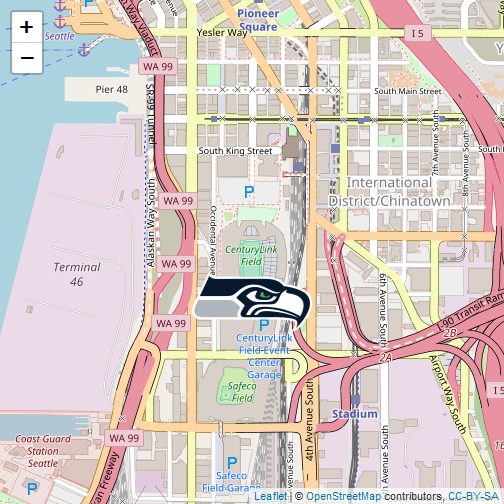 +
−
Pioneer
Square
Seattle
Yesler Way
I 5
WA 99
Pier 48
South Main Street
SR 99 Tunnel
South King Street
7th Avenue South
8th Avenue South
P
International
District/Chinatown
WA 99
Alaskan Way South
Occidental Avenue
CenturyLink
Field
Terminal
46
WA 99
6th Avenue South
I-90 Transit Ram
P
WA 99
CenturyLink
Field Event
Center
Garage
2B
2A
Safeco
Field
4th Avenue South
Airport Way South
I 5
Stadium
WA 99
Coast Guard
Station
Seattle
P
Safeco
Field Garage
Leaflet | © OpenStreetMap contributors, CC-BY-SA